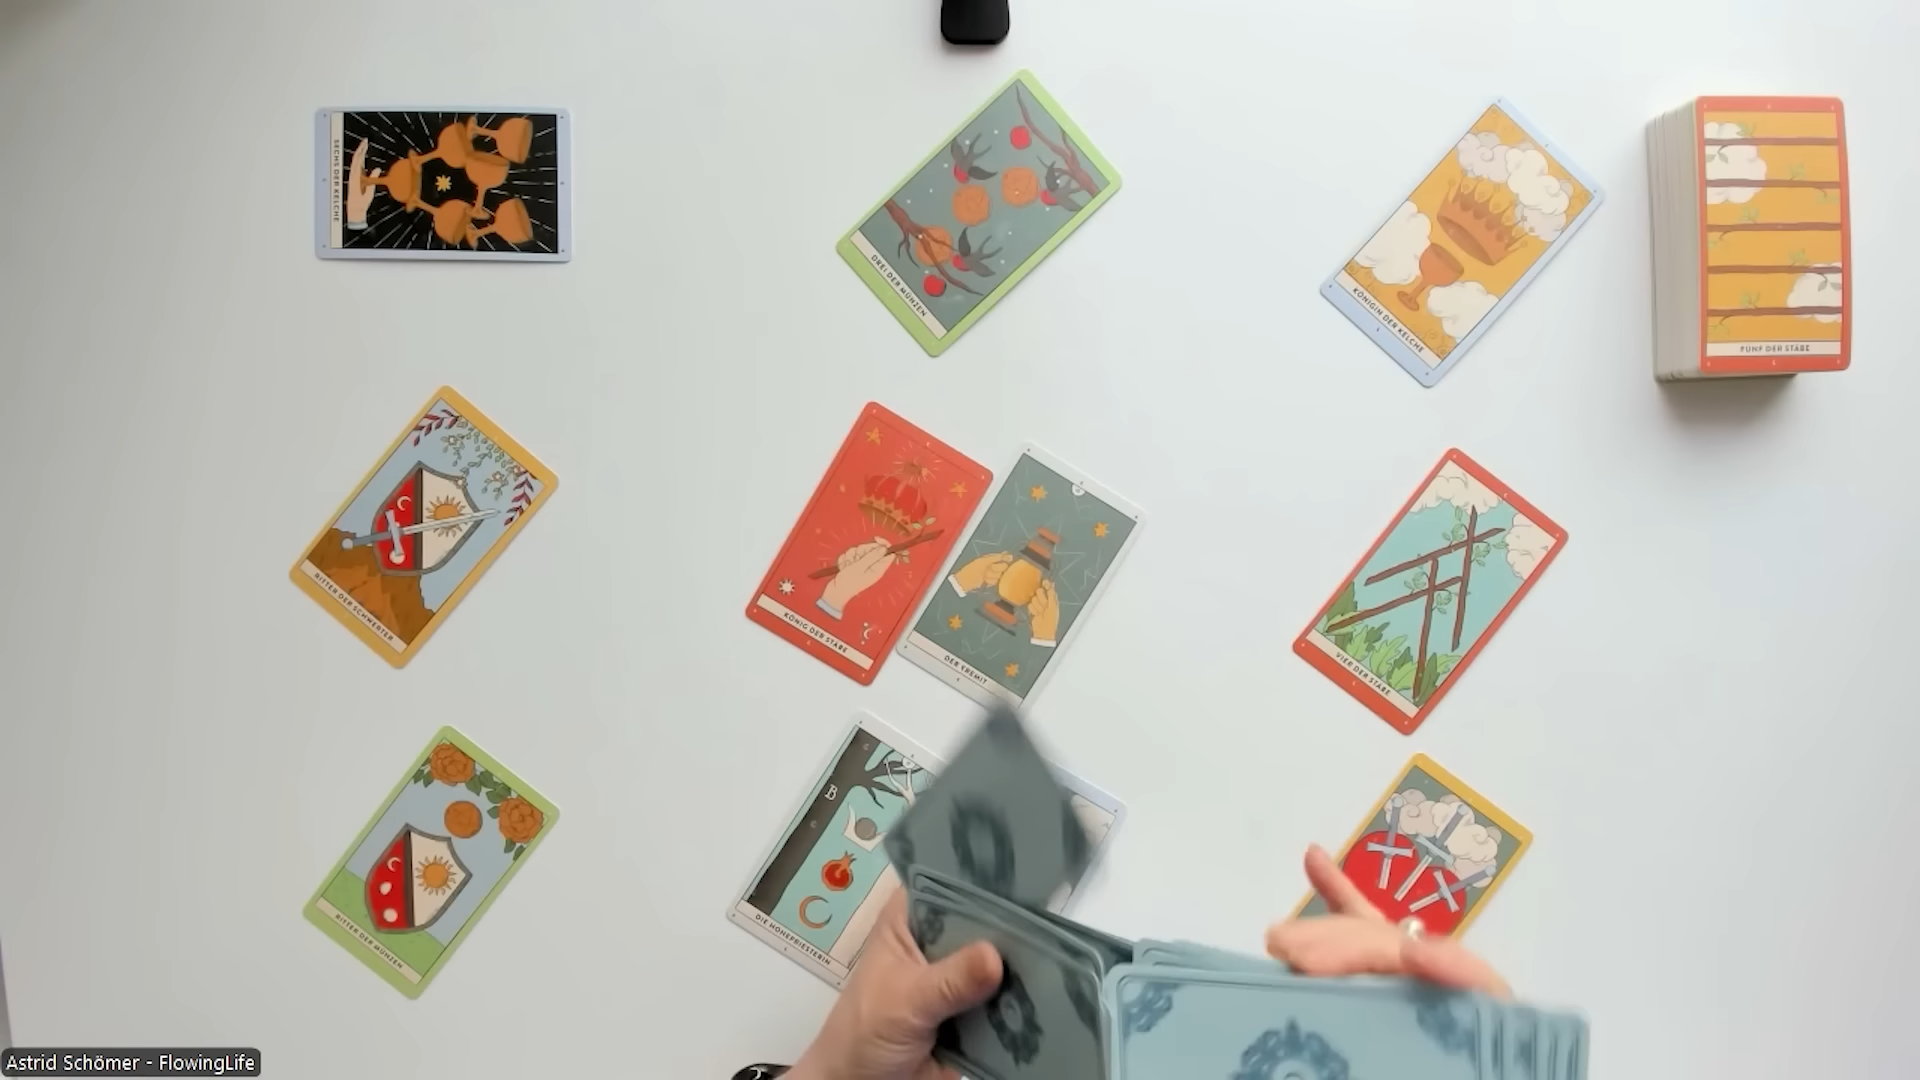 SECHS DER KELCHE
DREI DER MÜNZEN
KÖNIGIN DER KELCHE
FÜNF DER STÄBE
RITTER DER SCHWERTER
KÖNIG DER STÄBE
DER EREMIT
VIER DER STÄBE
B
RITTER DER MÜNZEN
DIE HOHEPRIESTERIN
Astrid Schömer - FlowingLife